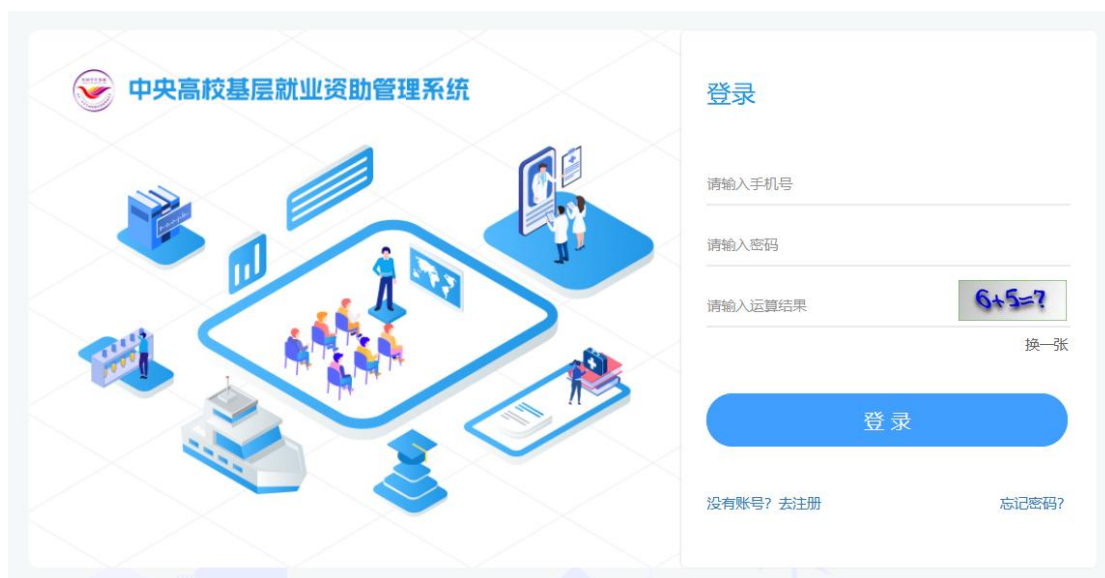 中央高校基层就业资助管理系统
登录
请输入手机号
请输入密码
请输入运算结果
6+5=?
换一张
登 录
没有账号? 去注册
忘记密码?